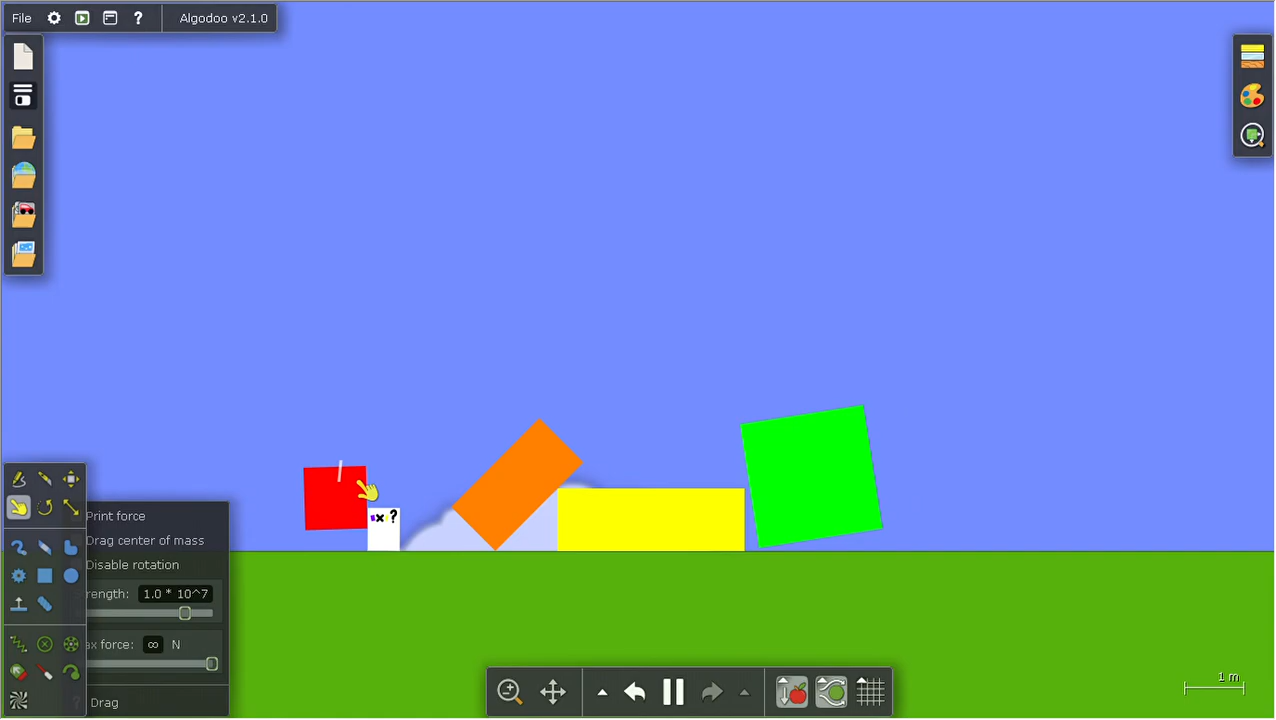 File ? Algodoo v2.1.0
x?
Print force
Drag center of mass
Disable rotation
rength: 1.0 * 10^7
ax force: ∞ N
? Drag
1 m